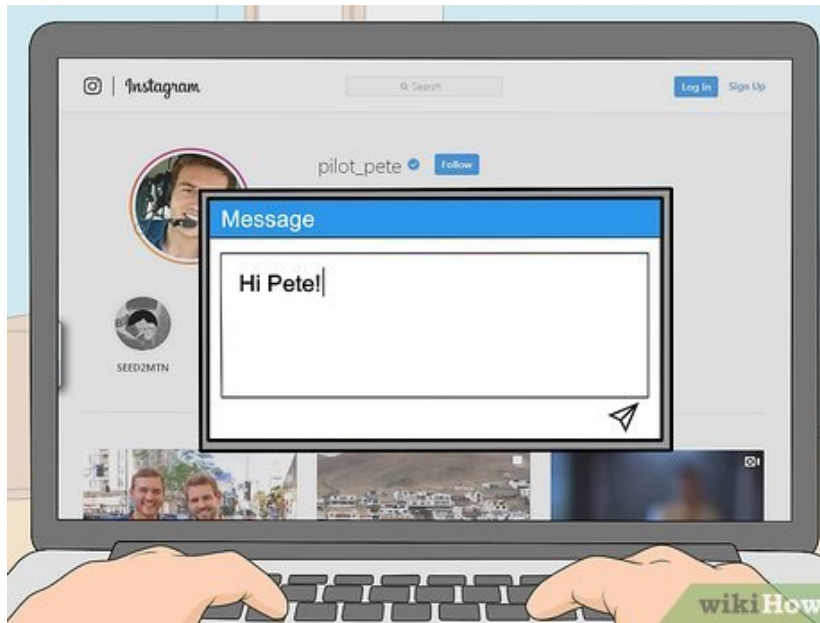 Instagram
Search
Log In
Sign Up
pilot_pete
Follow
Message
Hi Pete!
SEED2MTN
wikiHow